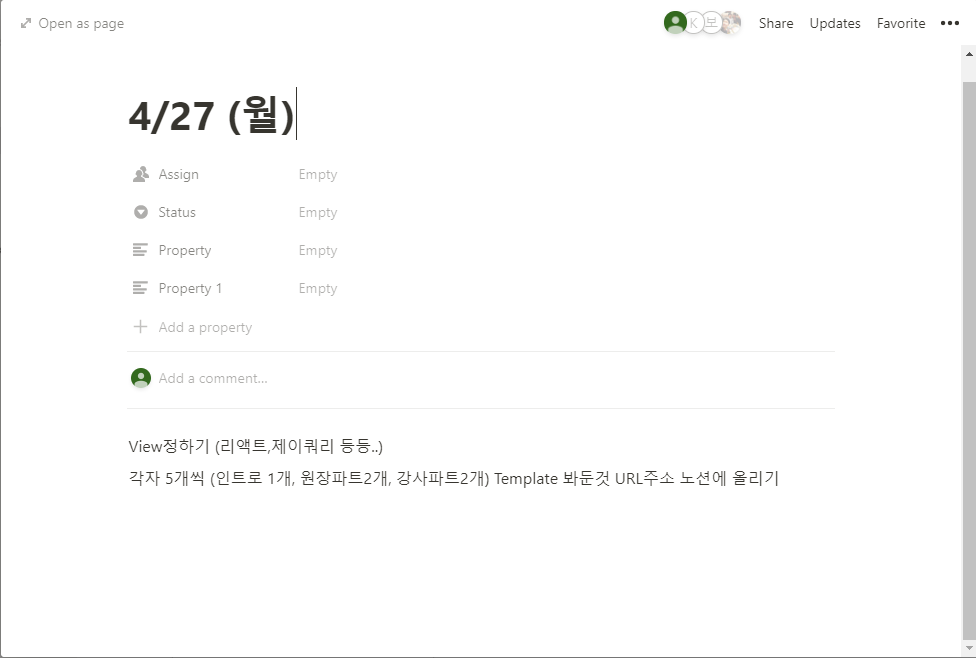 Open as page
K 보 Share Updates Favorite •••
4/27 (월)
Assign Empty
Status Empty
Property Empty
Property 1 Empty
Add a property
Add a comment...
View정하기 (리액트,제이쿼리 등등..)
각자 5개씩 (인트로 1개, 원장파트2개, 강사파트2개) Template 봐둔것 URL주소 노션에 올리기